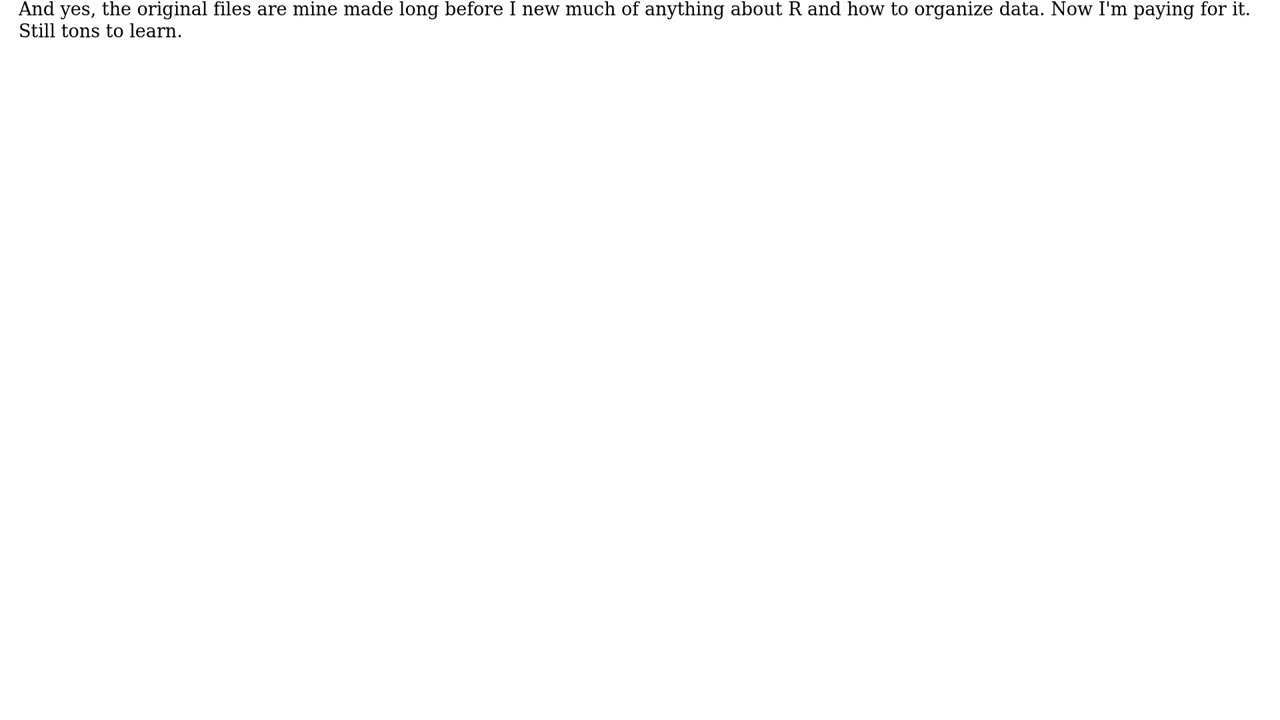 And yes, the original files are mine made long before I new much of anything about R and how to organize data. Now I'm paying for it.
Still tons to learn.